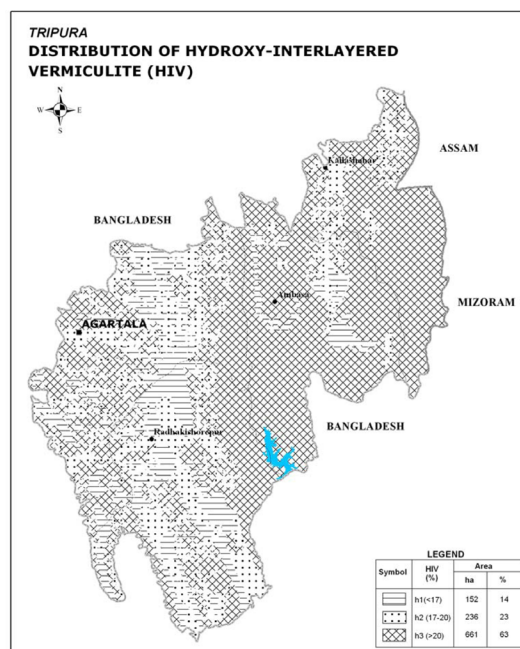 TRIPURA
DISTRIBUTION OF HYDROXY-INTERLAYERED
VERMICULITE (HIV)
N
W E
S
ASSAM
Kailashahar
BANGLADESH
Ambasa
MIZORAM
AGARTALA
BANGLADESH
Radhakishorepur
LEGEND
Symbol HIV (%) Area
ha %
h1(<17) 152 14
h2 (17-20) 236 23
h3 (>20) 661 63